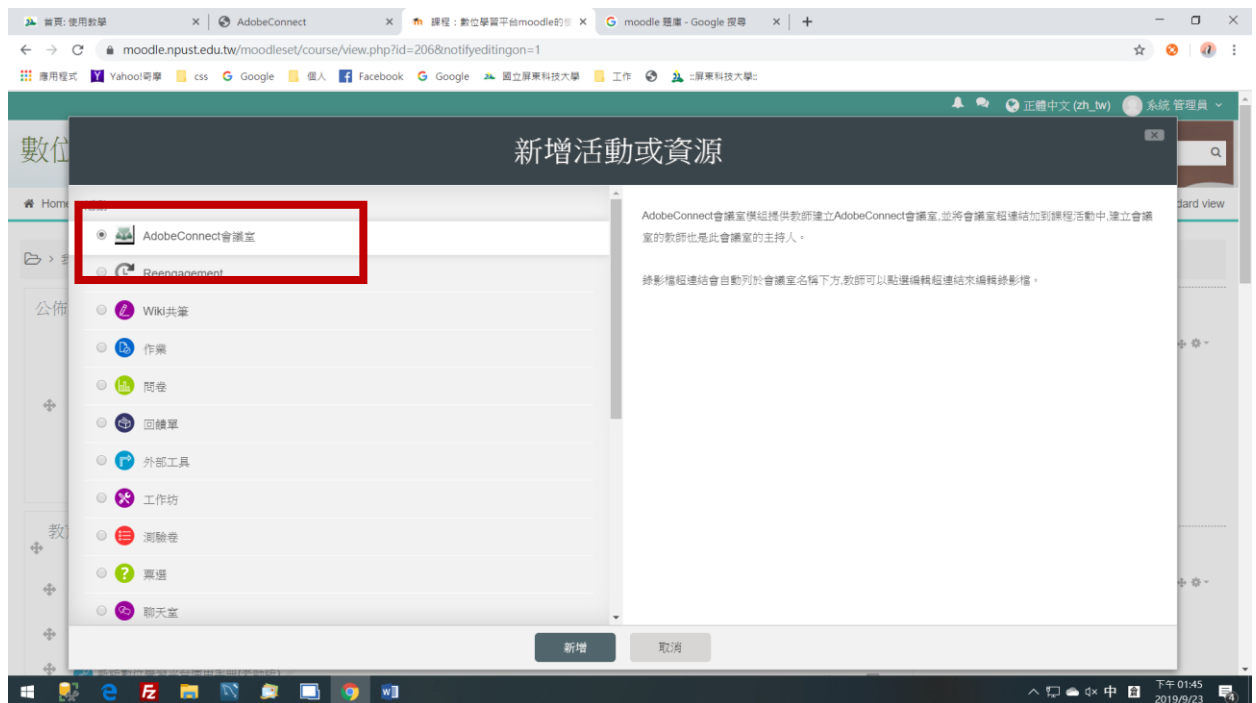 首頁: 使用教學
AdobeConnect
課程：數位學習平台moodle的
moodle 題庫 - Google 搜尋
moodle.npust.edu.tw/moodleset/course/view.php?id=206&notifyeditingon=1
應用程式 Yahoo!奇摩 css Google 個人 Facebook Google 國立屏東科技大學 工作 ::屏東科技大學::
正體中文 (zh_tw) 系統 管理員
數位
新增活動或資源
Home
dard view
AdobeConnect會議室
Reengagement
Wiki共筆
作業
問卷
回饋單
外部工具
工作坊
測驗卷
票選
聊天室
AdobeConnect會議室模組提供教師建立AdobeConnect會議室,並將會議室超連結加到課程活動中,建立會議
室的教師也是此會議室的主持人。
錄影檔超連結會自動列於會議室名稱下方,教師可以點選編輯超連結來編輯錄影檔。
公佈
新增
取消
中
下午 01:45
2019/9/23
4